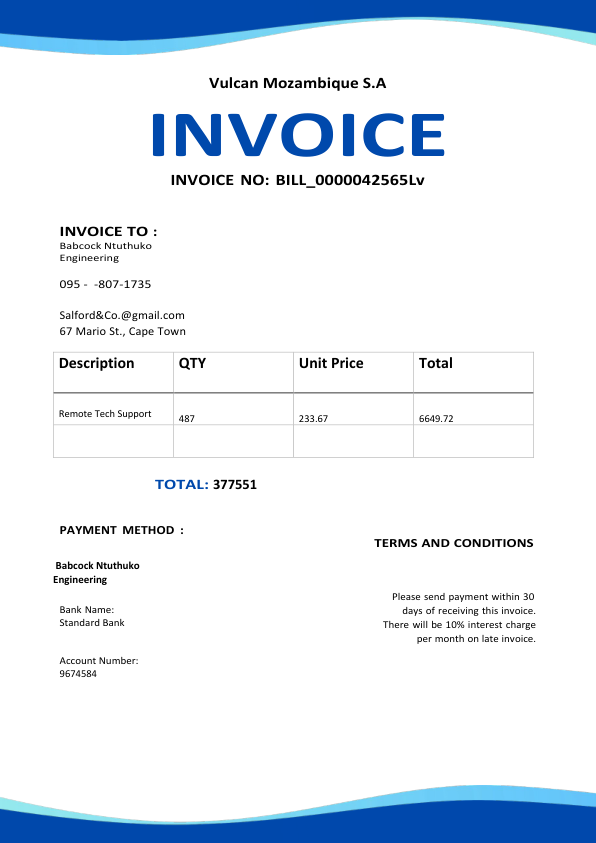 Vulcan Mozambique S.A
INVOICE
INVOICE NO: BILL_0000042565Lv
INVOICE TO :
Babcock Ntuthuko
Engineering
095 -  -807-1735
Salford&Co.@gmail.com
67 Mario St., Cape Town
Description QTY Unit Price Total
Remote Tech Support 487 233.67 6649.72
TOTAL: 377551
PAYMENT METHOD :
Babcock Ntuthuko
Engineering
Bank Name:
Standard Bank
Account Number:
9674584
TERMS AND CONDITIONS
Please send payment within 30
days of receiving this invoice.
There will be 10% interest charge
per month on late invoice.